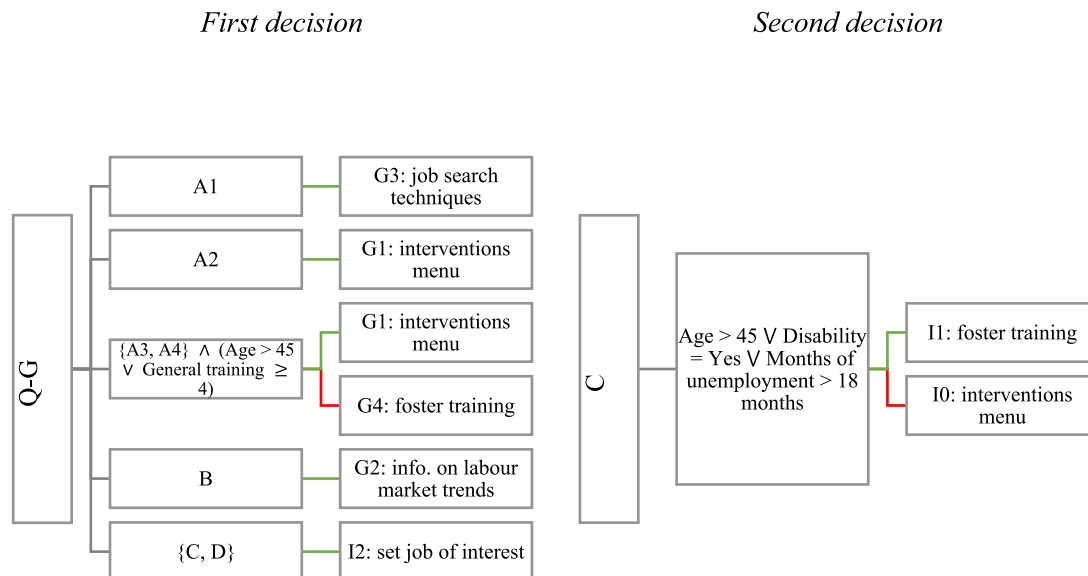 First decision
Second decision
Q-G
A1
G3: job search
techniques
A2
G1: interventions
menu
{A3, A4} ∧ (Age > 45
∨ General training ≥
4)
G1: interventions
menu
G4: foster training
B
G2: info. on labour
market trends
{C, D}
I2: set job of interest
C
Age > 45 ∨ Disability
= Yes ∨ Months of
unemployment > 18
months
I1: foster training
I0: interventions
menu